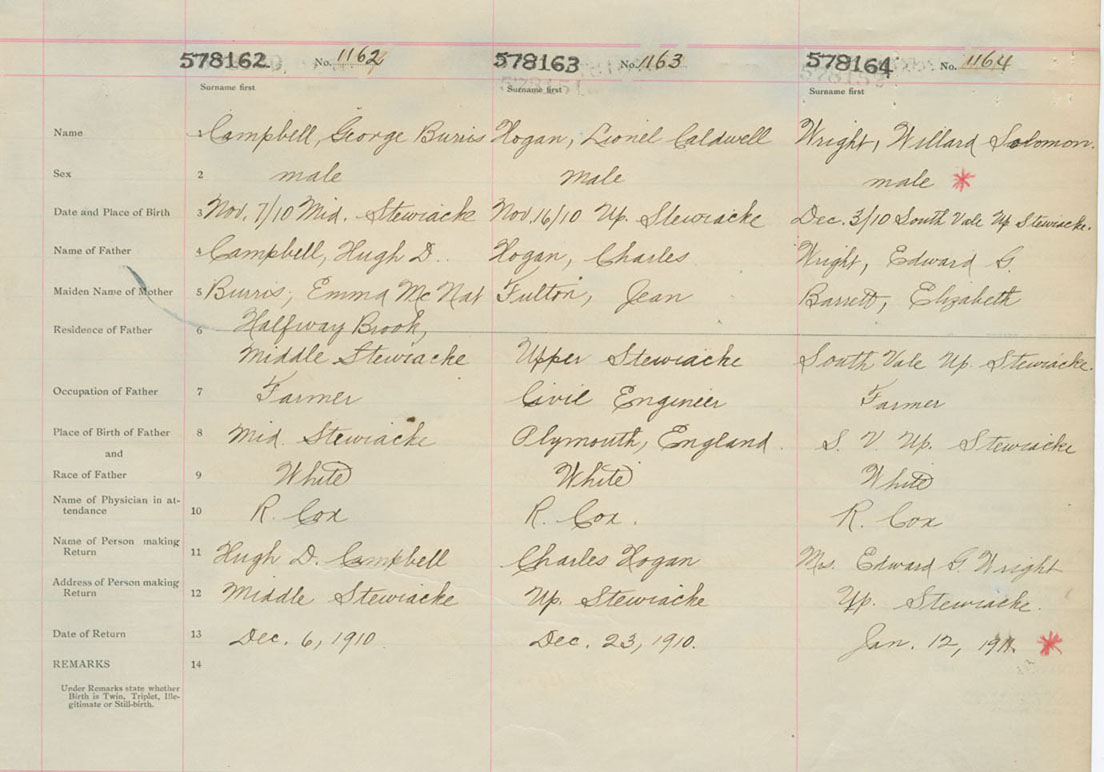 578162 No. 1162 578163 No. 1163 578164 No. 1164
Surname first Surname first Surname first
Name 1 Campbell, George Burris Hogan, Lionel Caldwell Wright, Willard Solomon.
Sex 2 male male male *
Date and Place of Birth 3 Nov. 7/10 Mid. Stewiacke Nov. 16/10 Up. Stewiacke Dec. 3/10 South Vale Up Stewiacke.
Name of Father 4 Campbell, Hugh D. Hogan, Charles Wright, Edward G.
Maiden Name of Mother 5 Burris, Emma McNat Fulton, Jean Barrett, Elizabeth
Residence of Father 6 Halfway Brook,
Middle Stewiacke Upper Stewiacke South Vale Up. Stewiacke.
Occupation of Father 7 Farmer Civil Engineer Farmer
Place of Birth of Father 8 Mid. Stewiacke Plymouth, England. S. V. Up. Stewiacke
and
Race of Father 9 White White White
Name of Physician in at-
tendance 10 R. Cox R. Cox. R. Cox
Name of Person making
Return 11 Hugh D. Campbell Charles Hogan Mrs. Edward G. Wright
Address of Person making
Return 12 Middle Stewiacke Up. Stewiacke Up. Stewiacke.
Date of Return 13 Dec. 6, 1910 Dec. 23, 1910. Jan. 12, 1911. *
REMARKS 14
Under Remarks state whether
Birth is Twin, Triplet, Ille-
gitimate or Still-birth.